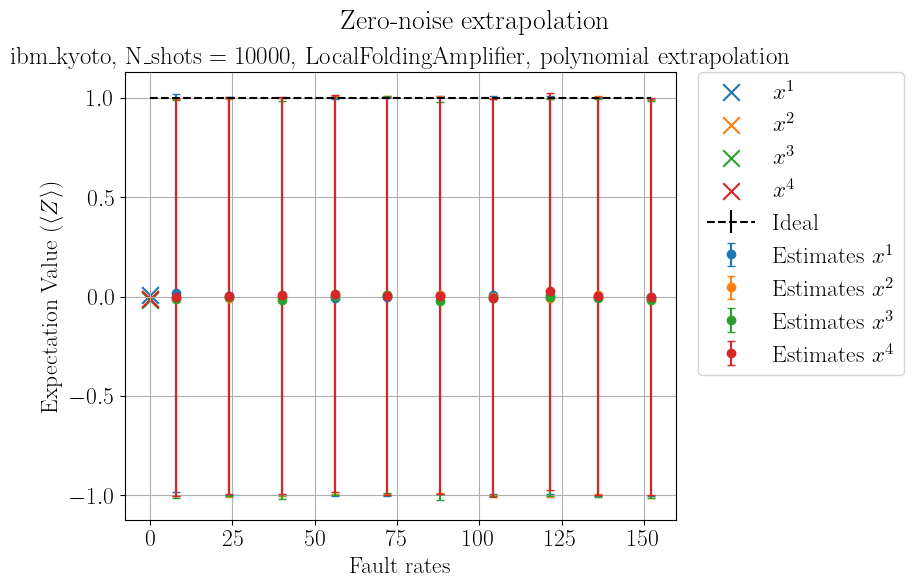 Zero-noise extrapolation
ibm_kyoto, N_shots = 10000, LocalFoldingAmplifier, polynomial extrapolation
1.0
0.5
0.0
−0.5
−1.0
Expectation Value (⟨Z⟩)
0 25 50 75 100 125 150
Fault rates
x¹
x²
x³
x⁴
Ideal
Estimates x¹
Estimates x²
Estimates x³
Estimates x⁴